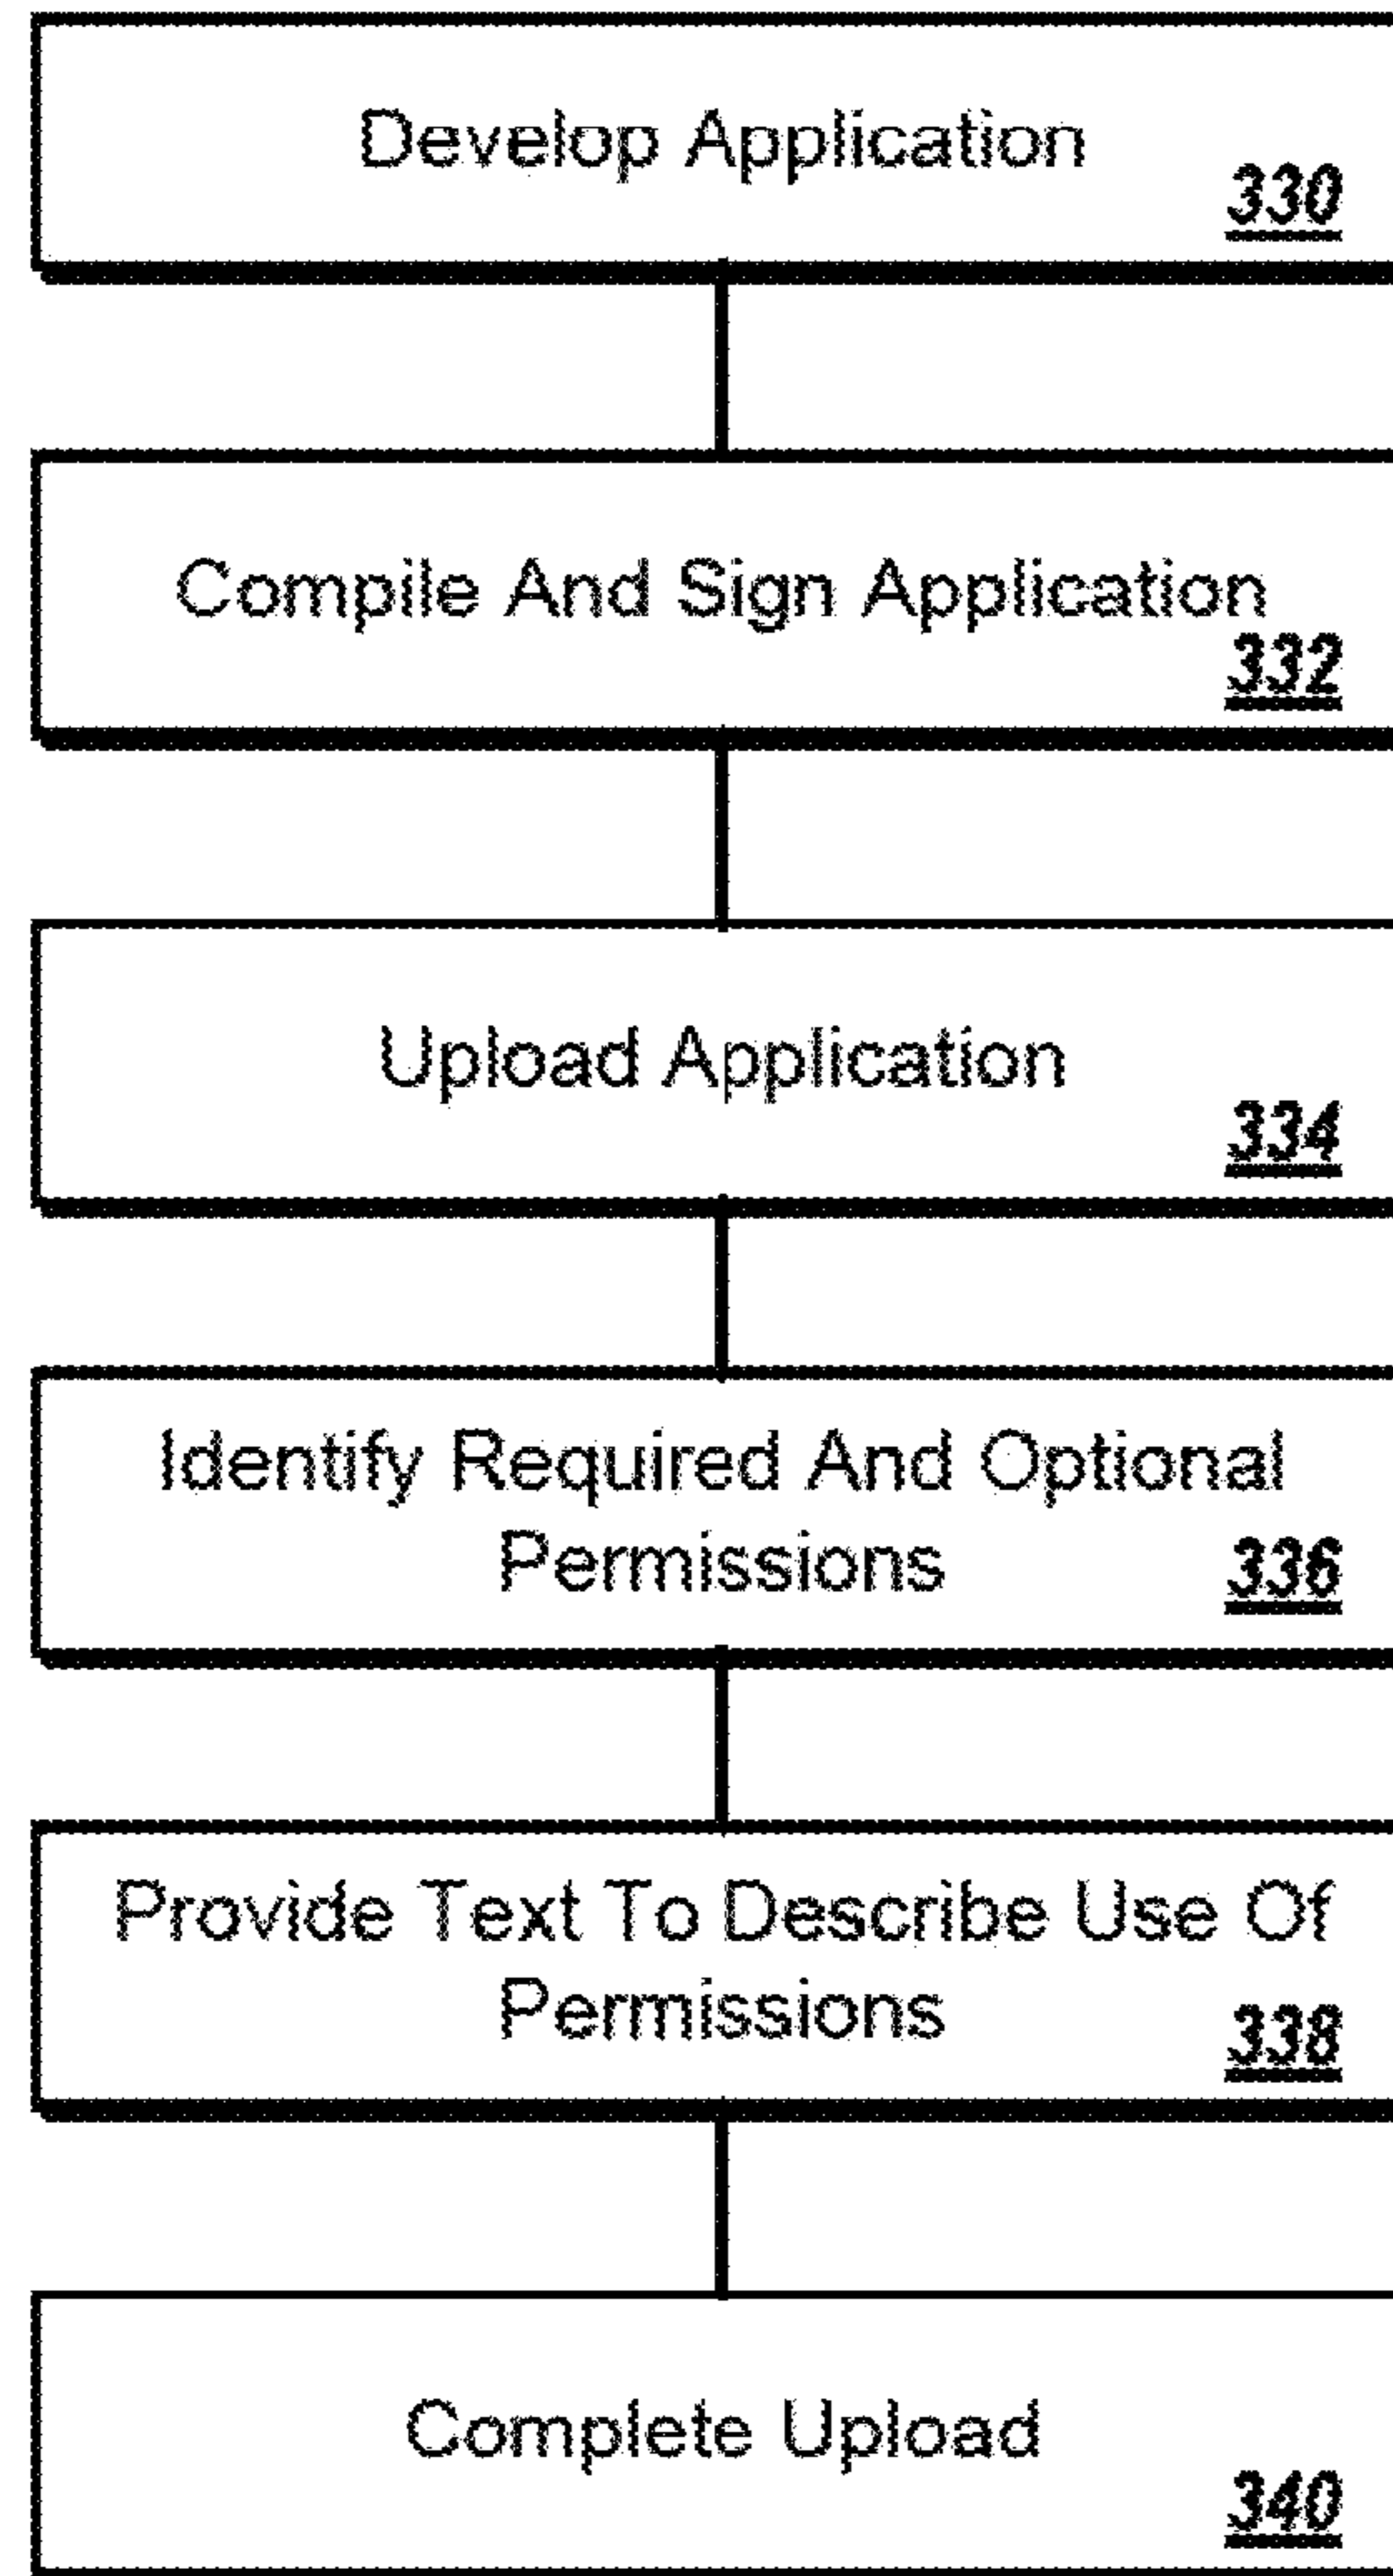 Develop Application
330
Compile And Sign Application
332
Upload Application
334
Identify Required And Optional
Permissions
336
Provide Text To Describe Use Of
Permissions
338
Complete Upload
340